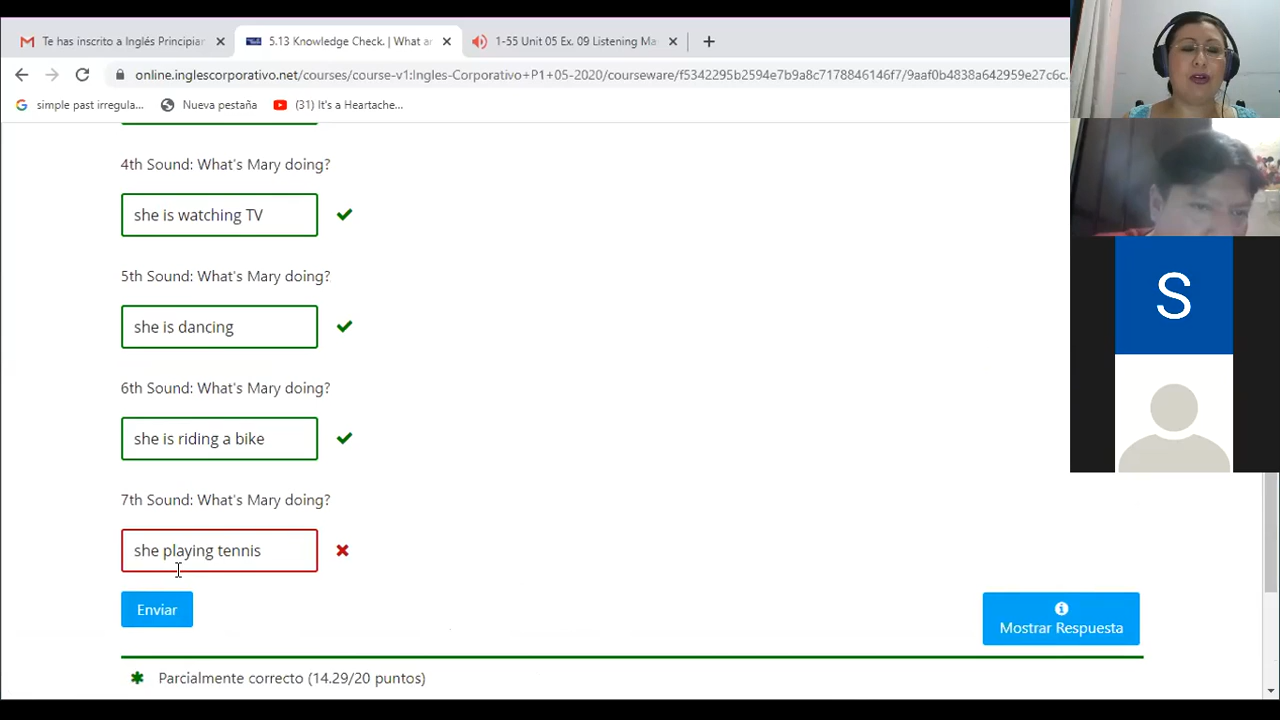 Te has inscrito a Inglés Principian
5.13 Knowledge Check. | What ar
1-55 Unit 05 Ex. 09 Listening Ma
online.inglescorporativo.net/courses/course-v1:Ingles-Corporativo+P1+05-2020/courseware/f5342295b2594e7b9a8c7178846146f7/9aaf0b4838a642959e27c6c.
simple past irregula...
Nueva pestaña
(31) It's a Heartache...
4th Sound: What's Mary doing?
she is watching TV
5th Sound: What's Mary doing?
she is dancing
6th Sound: What's Mary doing?
she is riding a bike
7th Sound: What's Mary doing?
she playing tennis
Enviar
Mostrar Respuesta
Parcialmente correcto (14.29/20 puntos)
S